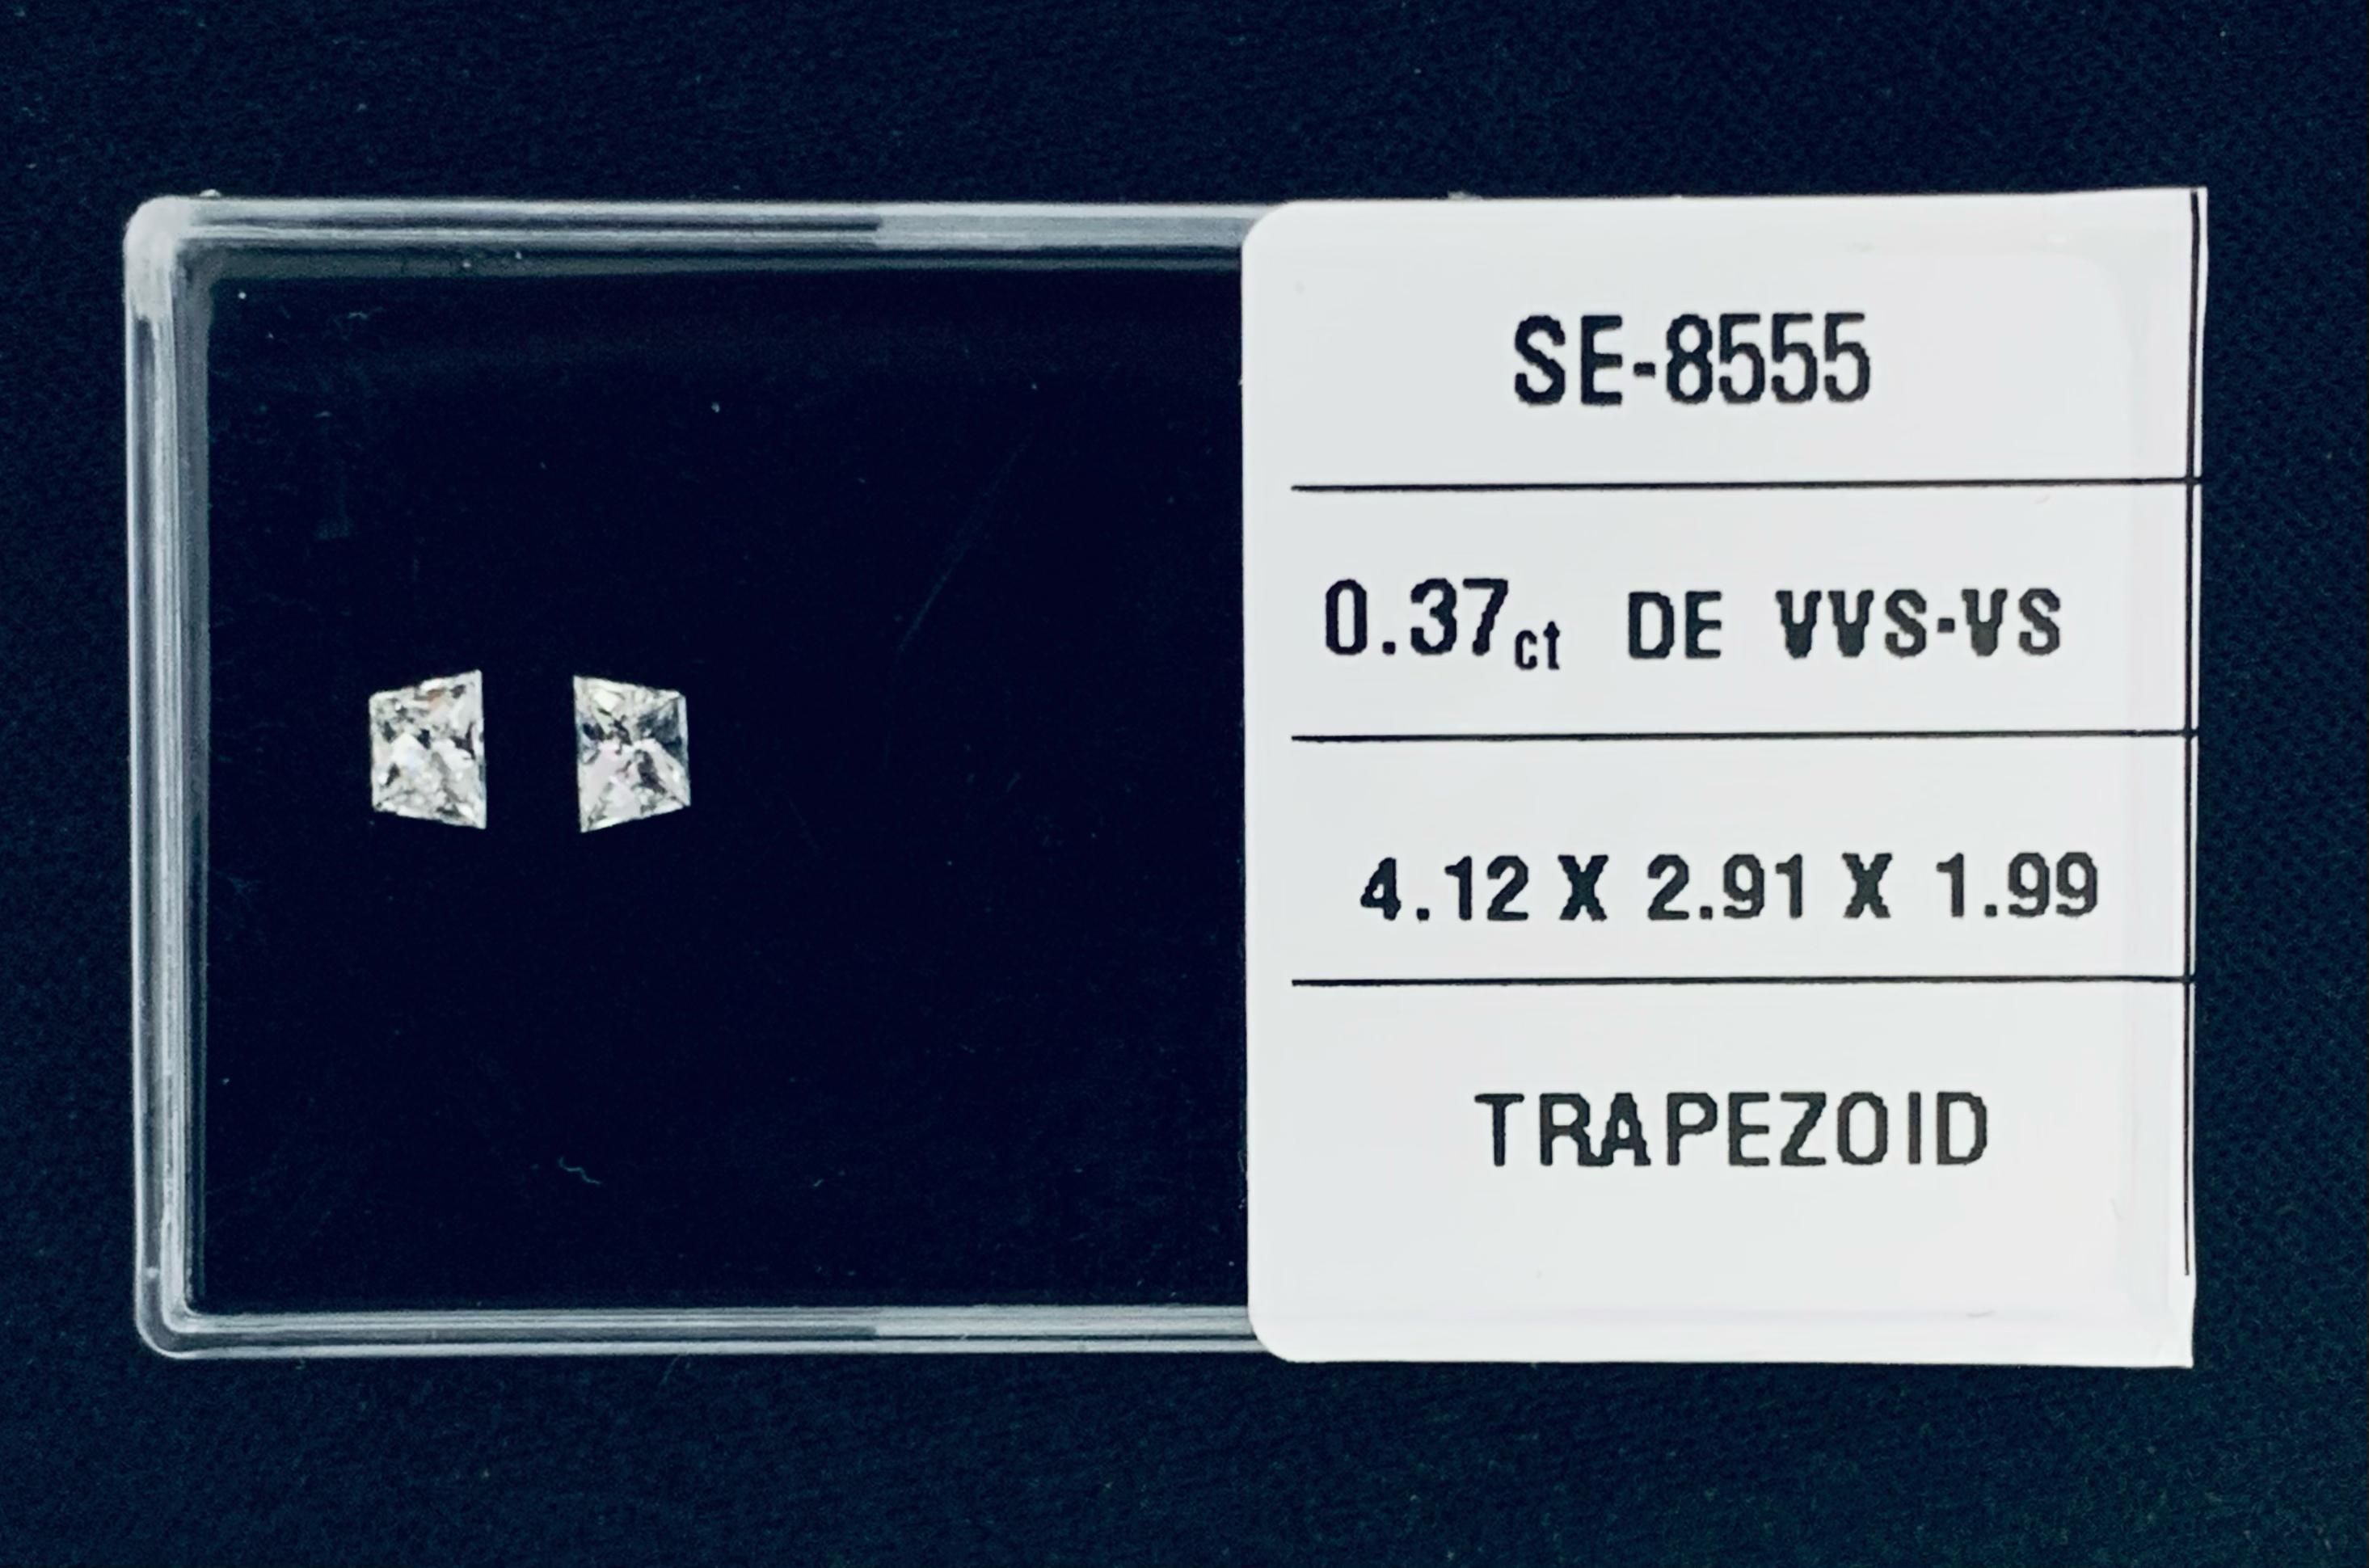 SE-8555
0.37ct DE VVS-VS
4.12 X 2.91 X 1.99
TRAPEZOID